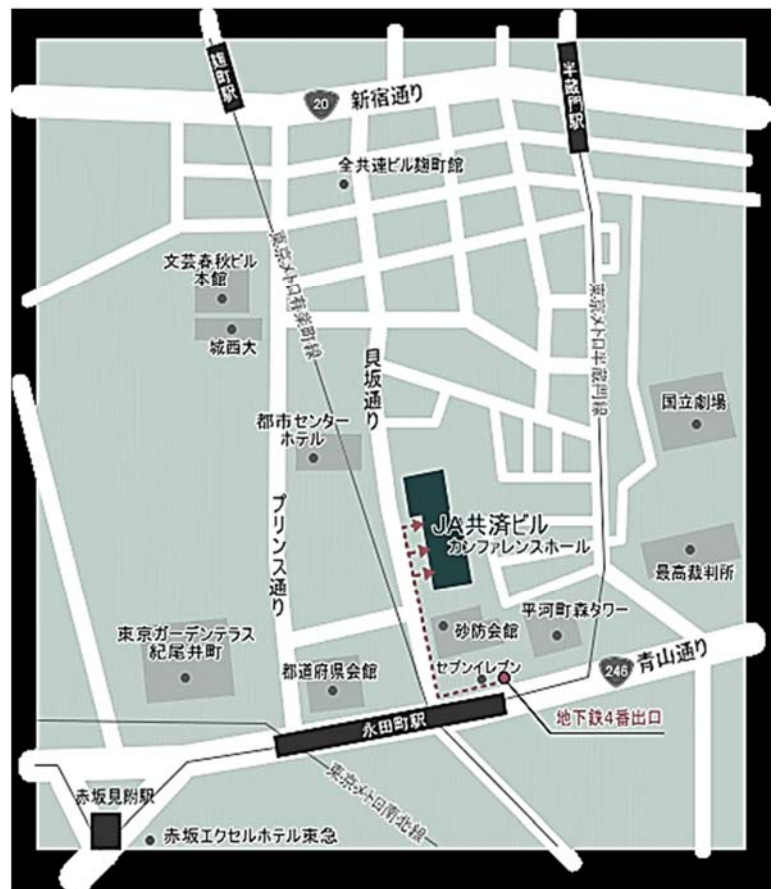 麹町駅
半蔵門駅
20
新宿通り
全共連ビル麹町館
文芸春秋ビル
本館
東京メトロ有楽町線
東京メトロ半蔵門線
城西大
貝坂通り
国立劇場
都市センター
ホテル
プリンス通り
JA共済ビル
カンファレンスホール
最高裁判所
平河町森タワー
砂防会館
東京ガーデンテラス
紀尾井町
都道府県会館
セブンイレブン
246
青山通り
永田町駅
地下鉄4番出口
東京メトロ南北線
赤坂見附駅
赤坂エクセルホテル東急